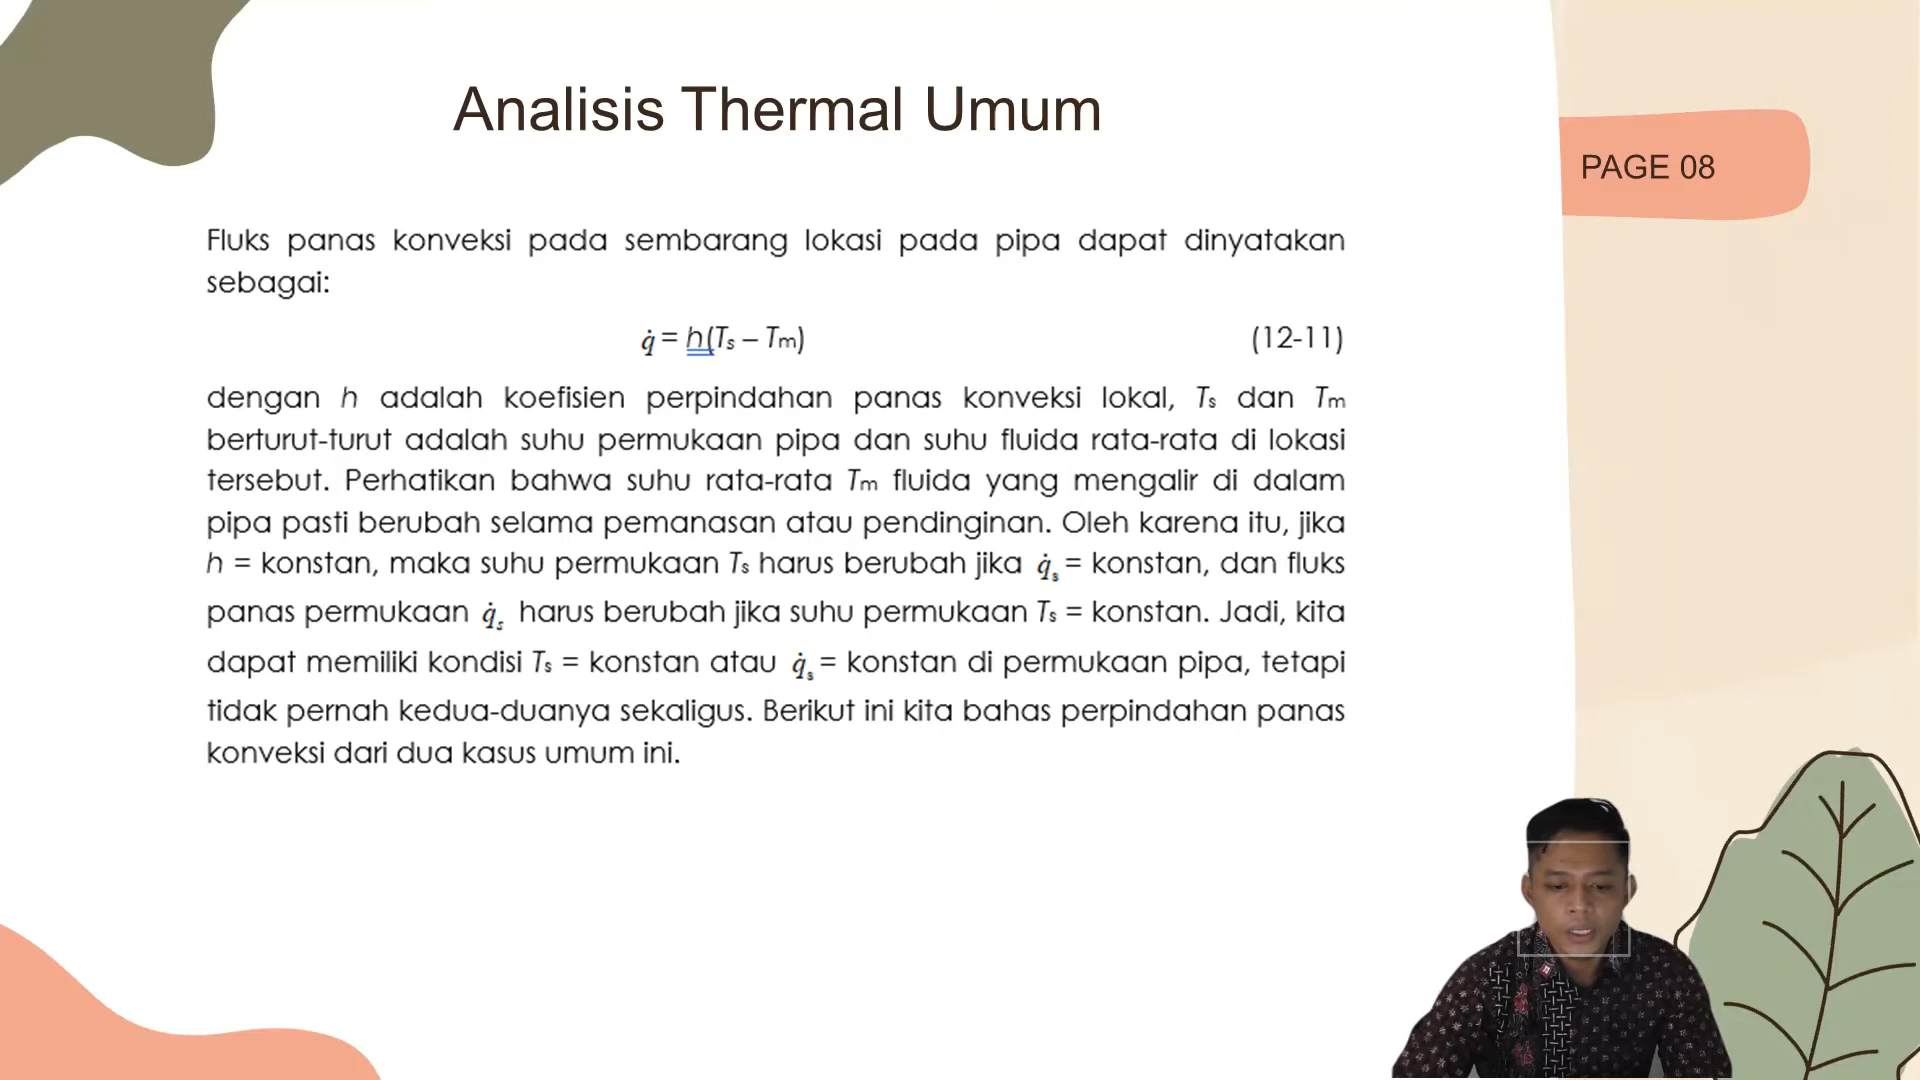 Analisis Thermal Umum
PAGE 08
Fluks panas konveksi pada sembarang lokasi pada pipa dapat dinyatakan
sebagai:
q̇ = h(Ts – Tm) (12-11)
dengan h adalah koefisien perpindahan panas konveksi lokal, Ts dan Tm
berturut-turut adalah suhu permukaan pipa dan suhu fluida rata-rata di lokasi
tersebut. Perhatikan bahwa suhu rata-rata Tm fluida yang mengalir di dalam
pipa pasti berubah selama pemanasan atau pendinginan. Oleh karena itu, jika
h = konstan, maka suhu permukaan Ts harus berubah jika q̇s = konstan, dan fluks
panas permukaan q̇s harus berubah jika suhu permukaan Ts = konstan. Jadi, kita
dapat memiliki kondisi Ts = konstan atau q̇s = konstan di permukaan pipa, tetapi
tidak pernah kedua-duanya sekaligus. Berikut ini kita bahas perpindahan panas
konveksi dari dua kasus umum ini.